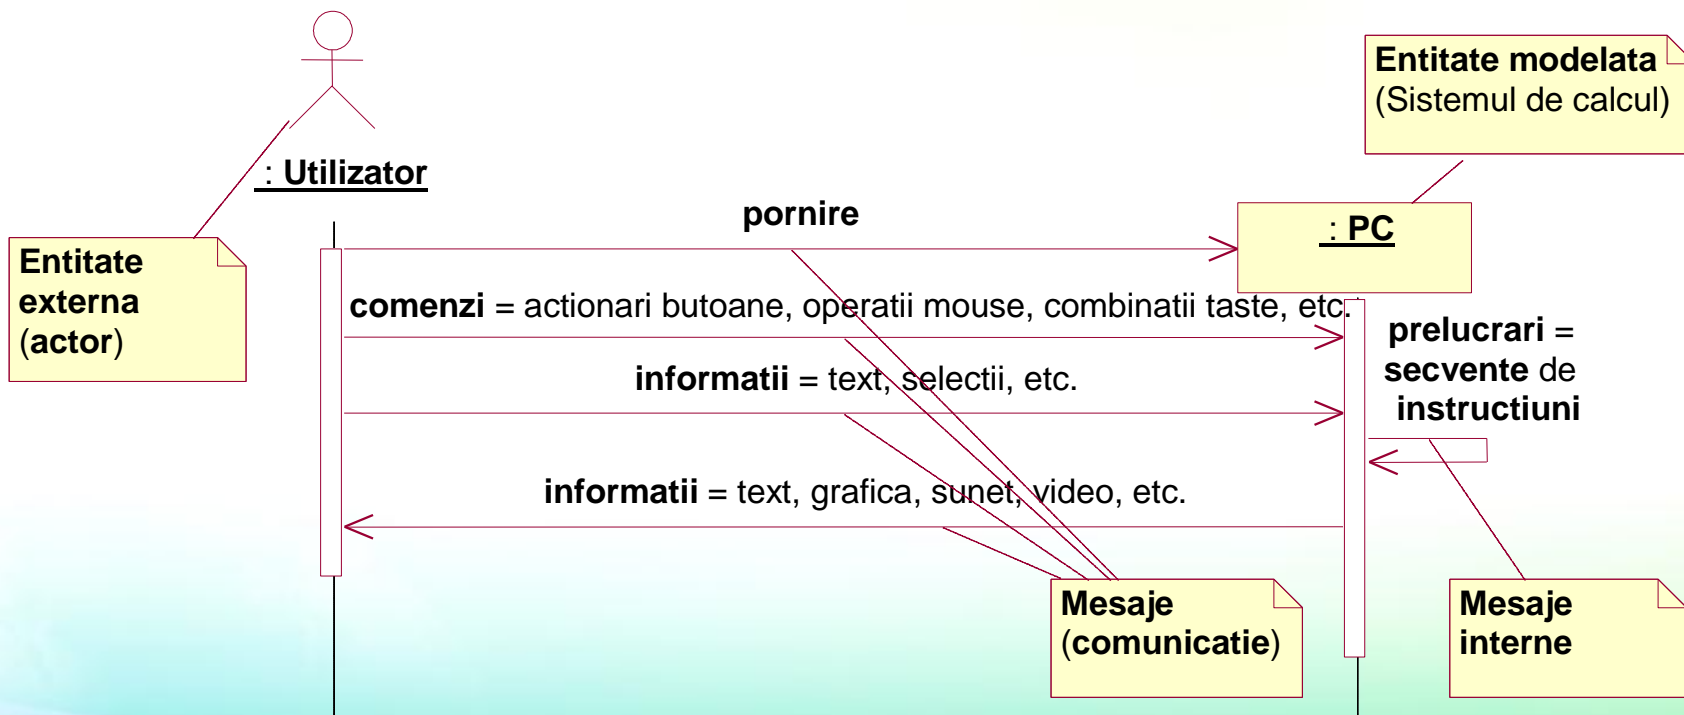 Entitate modelata
(Sistemul de calcul)
: Utilizator
pornire
: PC
Entitate
externa
(actor)
comenzi = actionari butoane, operatii mouse, combinatii taste, etc.
prelucrari =
secvente de
instructiuni
informatii = text, selectii, etc.
informatii = text, grafica, sunet, video, etc.
Mesaje
(comunicatie)
Mesaje
interne